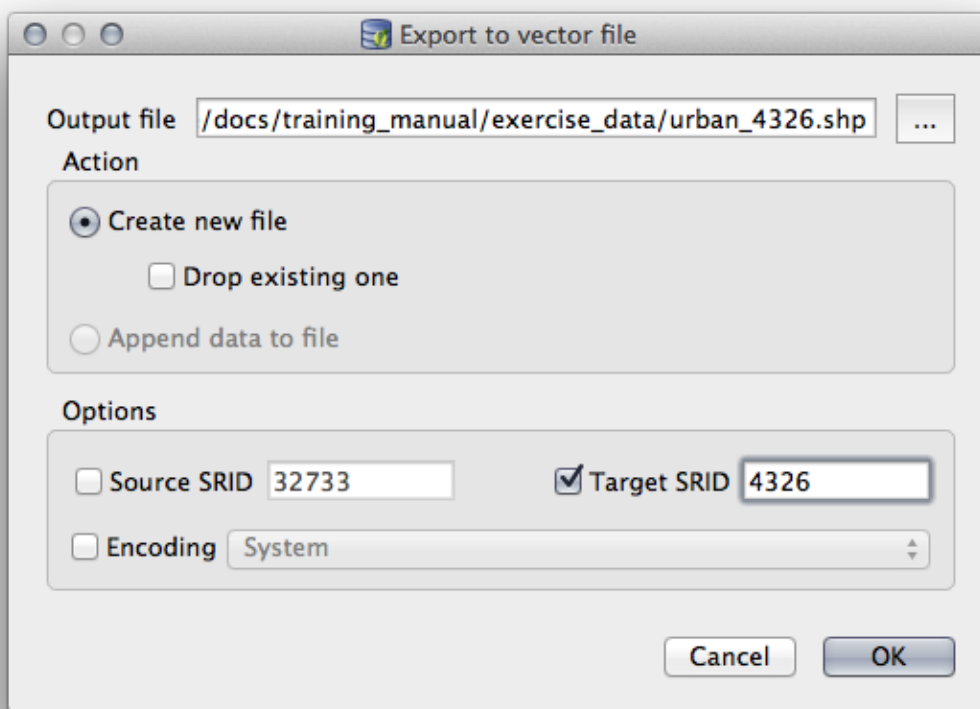 Export to vector file
Output file /docs/training_manual/exercise_data/urban_4326.shp ...
Action
Create new file
Drop existing one
Append data to file
Options
Source SRID 32733 Target SRID 4326
Encoding System
Cancel OK